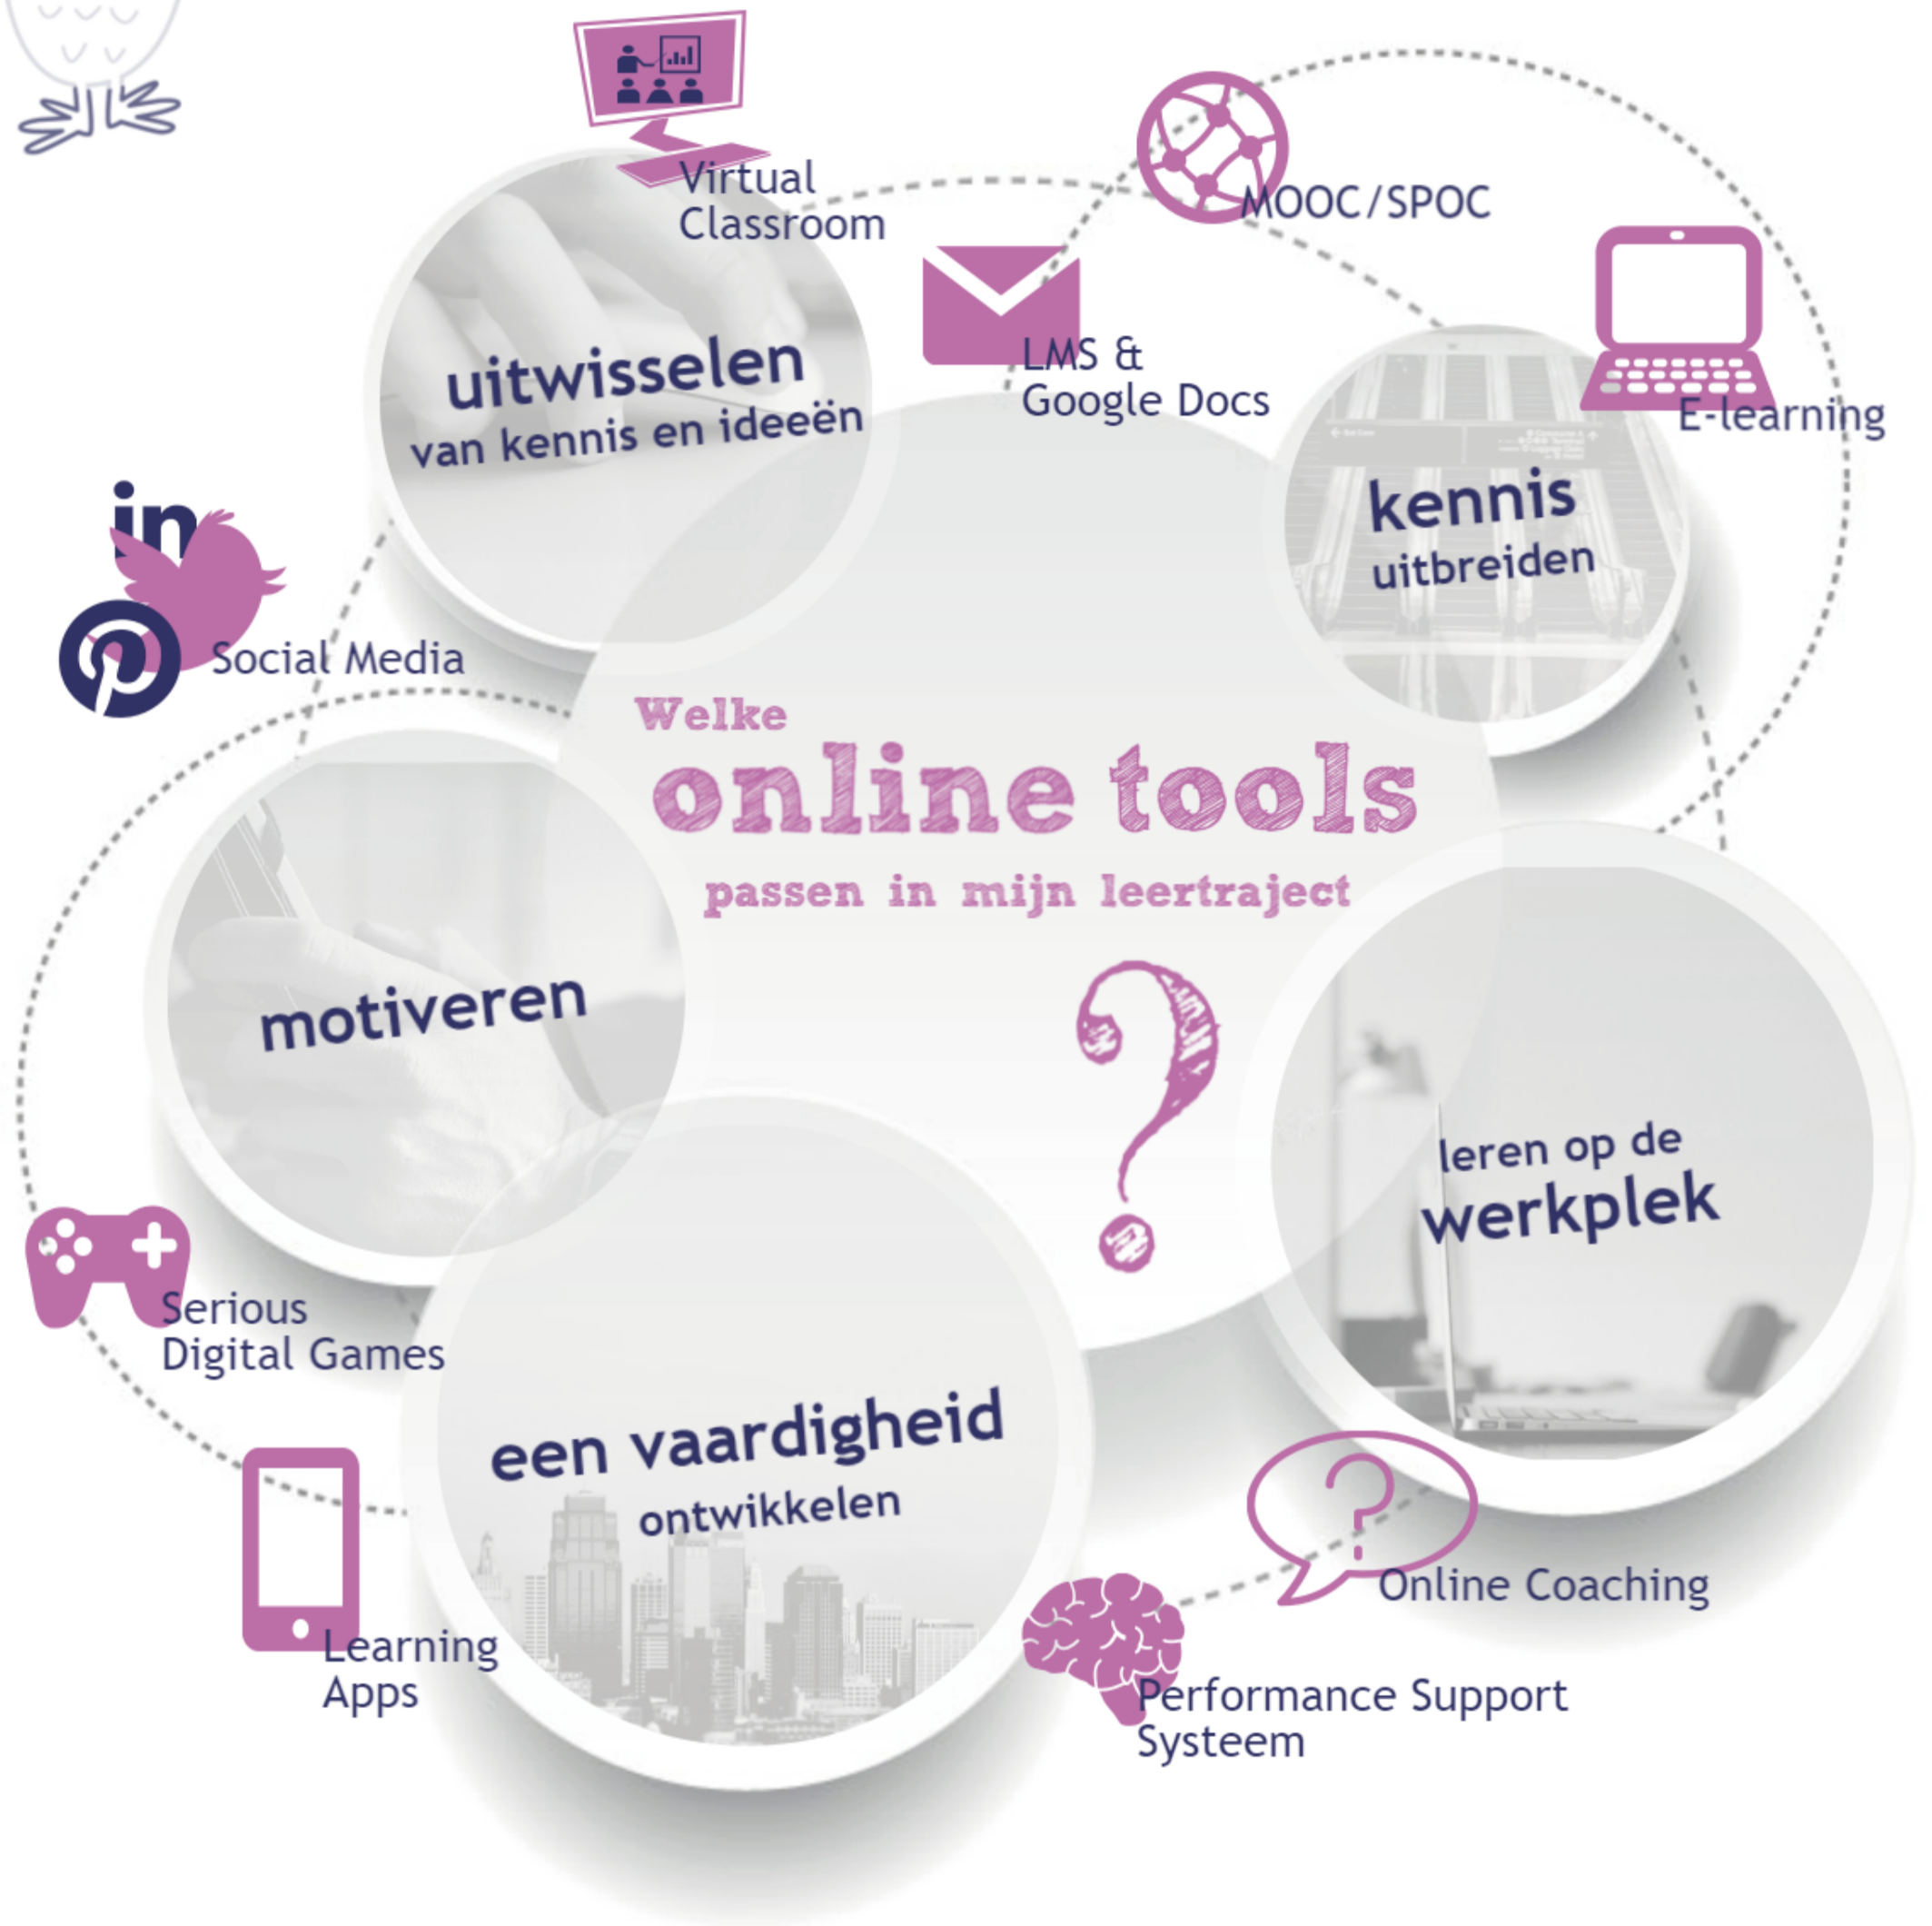 Virtual
Classroom
MOOC/SPOC
LMS &
Google Docs
E-learning
uitwisselen
van kennis en ideeën
kennis
uitbreiden
in
Social Media
Welke
online tools
passen in mijn leertraject
?
motiveren
leren op de
werkplek
Serious
Digital Games
een vaardigheid
ontwikkelen
Online Coaching
Learning
Apps
Performance Support
Systeem